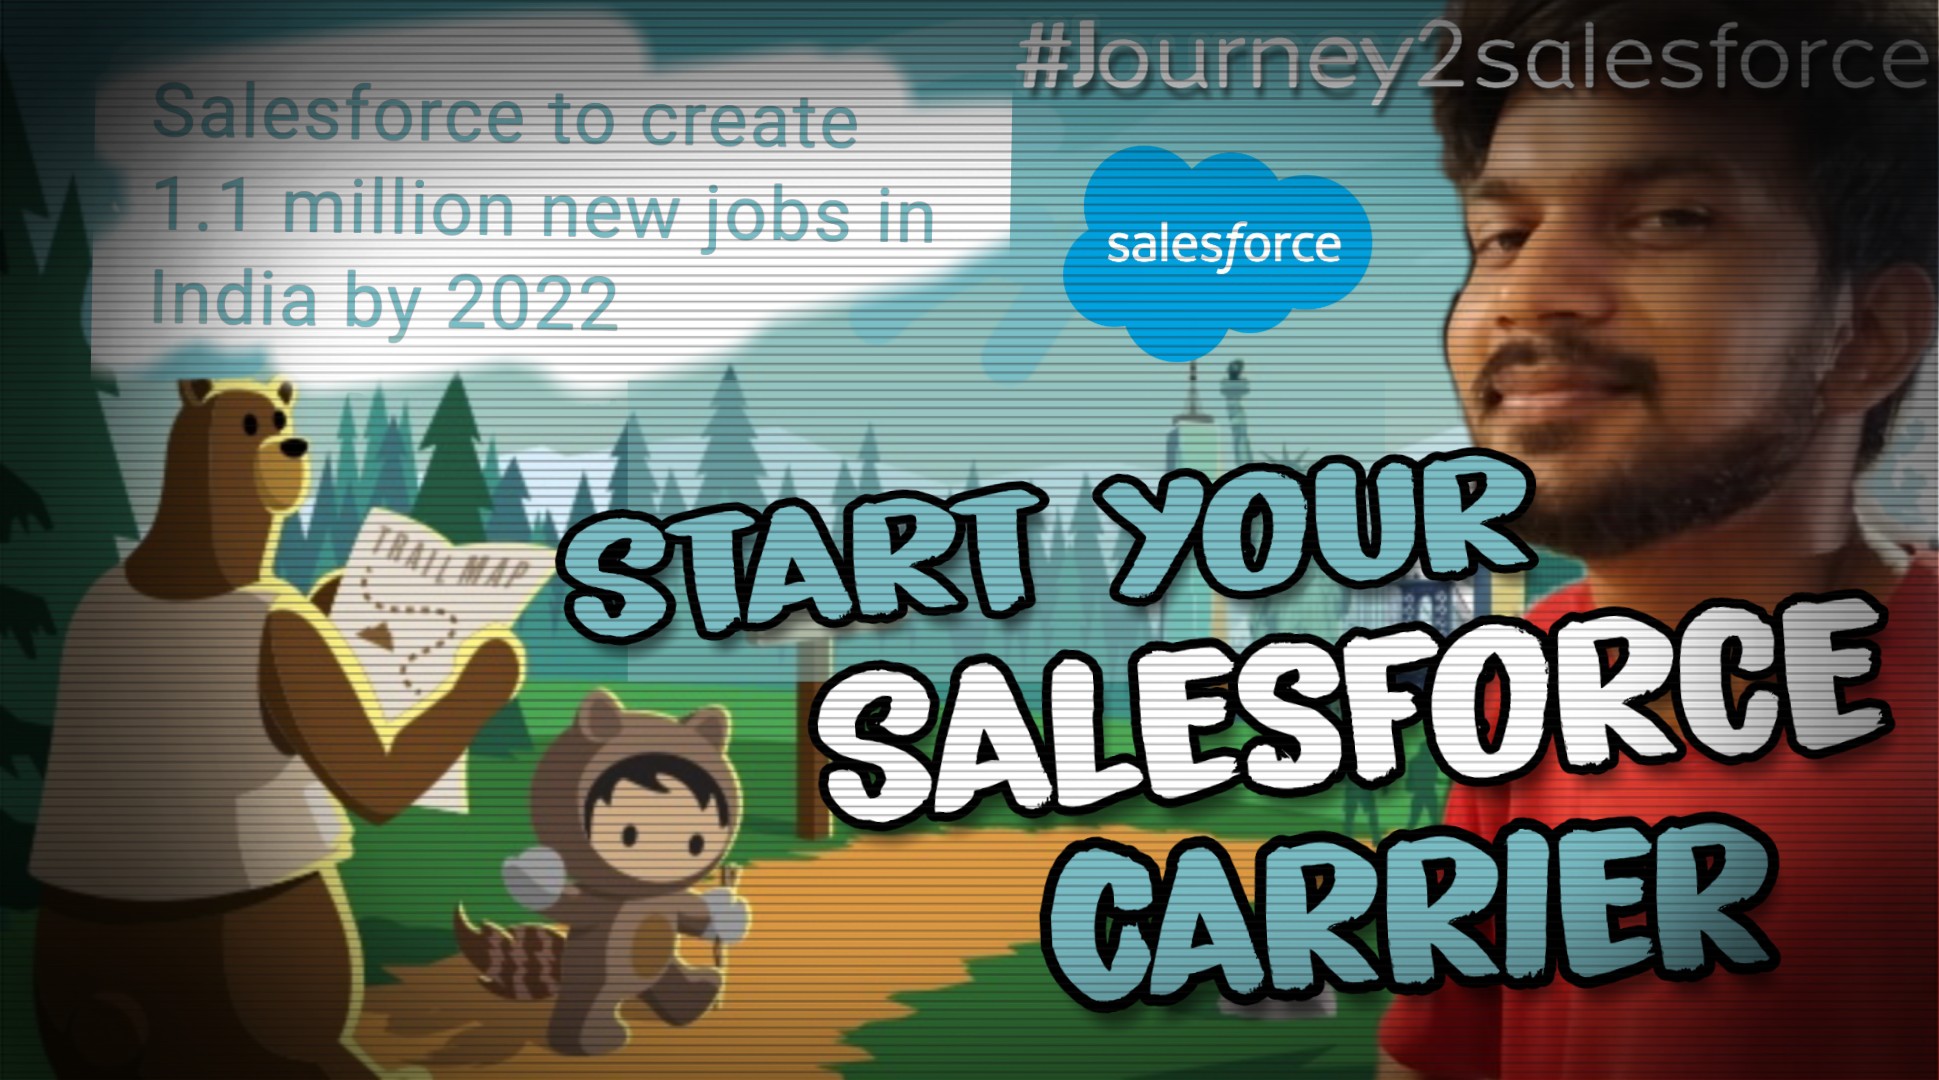 #Journey2salesforce
Salesforce to create
1.1 million new jobs in
India by 2022
salesforce
TRAIL MAP
START YOUR
SALESFORCE
CARRIER